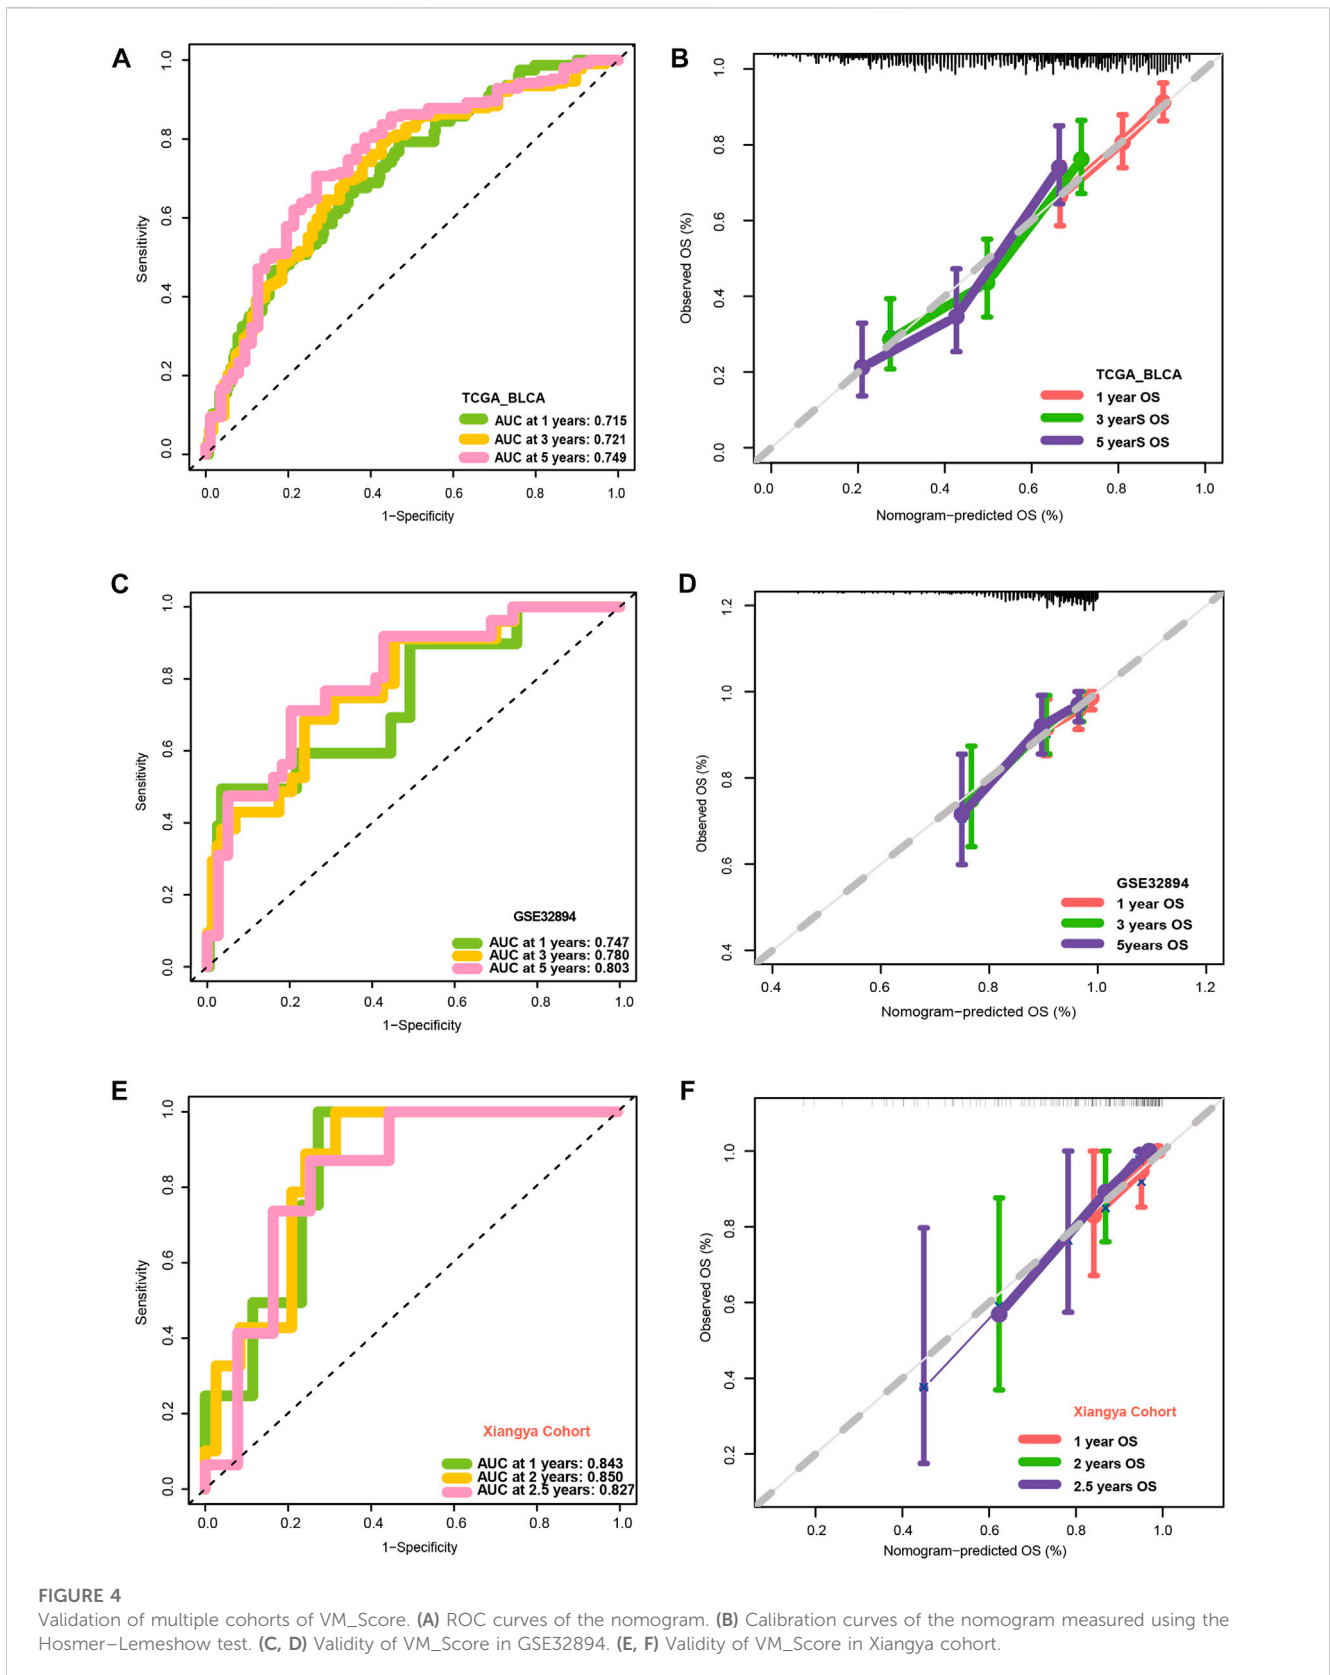 A
Sensitivity
0.0 0.2 0.4 0.6 0.8 1.0
TCGA_BLCA
AUC at 1 years: 0.715
AUC at 3 years: 0.721
AUC at 5 years: 0.749
0.0 0.2 0.4 0.6 0.8 1.0
1-Specificity
B
Observed OS (%)
0.0 0.2 0.4 0.6 0.8 1.0
TCGA_BLCA
1 year OS
3 yearS OS
5 yearS OS
0.0 0.2 0.4 0.6 0.8 1.0
Nomogram-predicted OS (%)
C
Sensitivity
0.0 0.2 0.4 0.6 0.8 1.0
GSE32894
AUC at 1 years: 0.747
AUC at 3 years: 0.780
AUC at 5 years: 0.803
0.0 0.2 0.4 0.6 0.8 1.0
1-Specificity
D
Observed OS (%)
0.4 0.6 0.8 1.0 1.2
GSE32894
1 year OS
3 years OS
5years OS
0.4 0.6 0.8 1.0 1.2
Nomogram-predicted OS (%)
E
Sensitivity
0.0 0.2 0.4 0.6 0.8 1.0
Xiangya Cohort
AUC at 1 years: 0.843
AUC at 2 years: 0.850
AUC at 2.5 years: 0.827
0.0 0.2 0.4 0.6 0.8 1.0
1-Specificity
F
Observed OS (%)
0.2 0.4 0.6 0.8 1.0
Xiangya Cohort
1 year OS
2 years OS
2.5 years OS
0.2 0.4 0.6 0.8 1.0
Nomogram-predicted OS (%)
FIGURE 4
Validation of multiple cohorts of VM_Score. (A) ROC curves of the nomogram. (B) Calibration curves of the nomogram measured using the
Hosmer–Lemeshow test. (C, D) Validity of VM_Score in GSE32894. (E, F) Validity of VM_Score in Xiangya cohort.